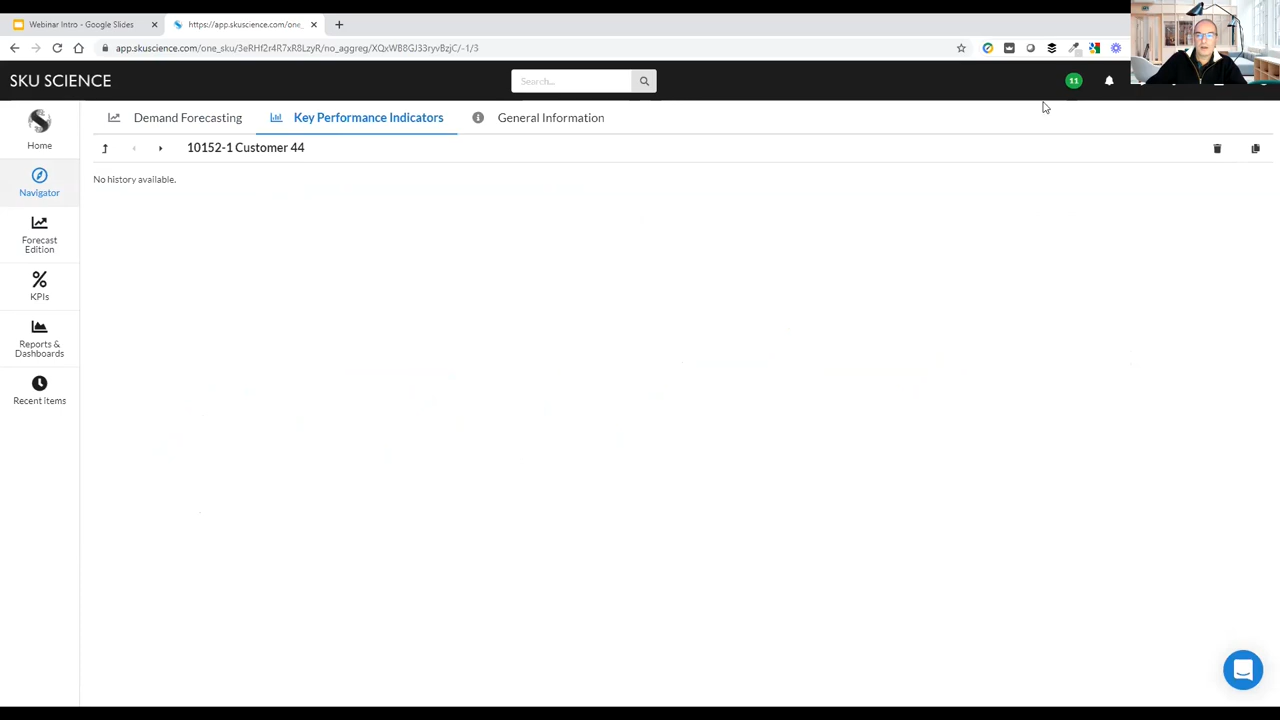 Webinar Intro - Google Slides
https://app.skuscience.com/one_
app.skuscience.com/one_sku/3eRHf2r4R7xR8LzyR/no_aggreg/XQxWB8GJ33ryvBzjC/-1/3
SKU SCIENCE
Search...
11
Home
Navigator
Forecast
Edition
KPIs
Reports &
Dashboards
Recent items
Demand Forecasting
Key Performance Indicators
General Information
10152-1 Customer 44
No history available.